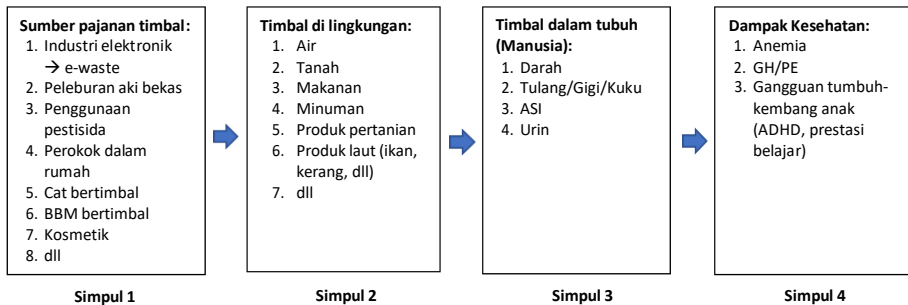 Sumber pajanan timbal:
1. Industri elektronik
→ e-waste
2. Peleburan aki bekas
3. Penggunaan
pestisida
4. Perokok dalam
rumah
5. Cat bertimbal
6. BBM bertimbal
7. Kosmetik
8. dll
Simpul 1
Timbal di lingkungan:
1. Air
2. Tanah
3. Makanan
4. Minuman
5. Produk pertanian
6. Produk laut (ikan,
kerang, dll)
7. dll
Simpul 2
Timbal dalam tubuh
(Manusia):
1. Darah
2. Tulang/Gigi/Kuku
3. ASI
4. Urin
Simpul 3
Dampak Kesehatan:
1. Anemia
2. GH/PE
3. Gangguan tumbuh-
kembang anak
(ADHD, prestasi
belajar)
Simpul 4